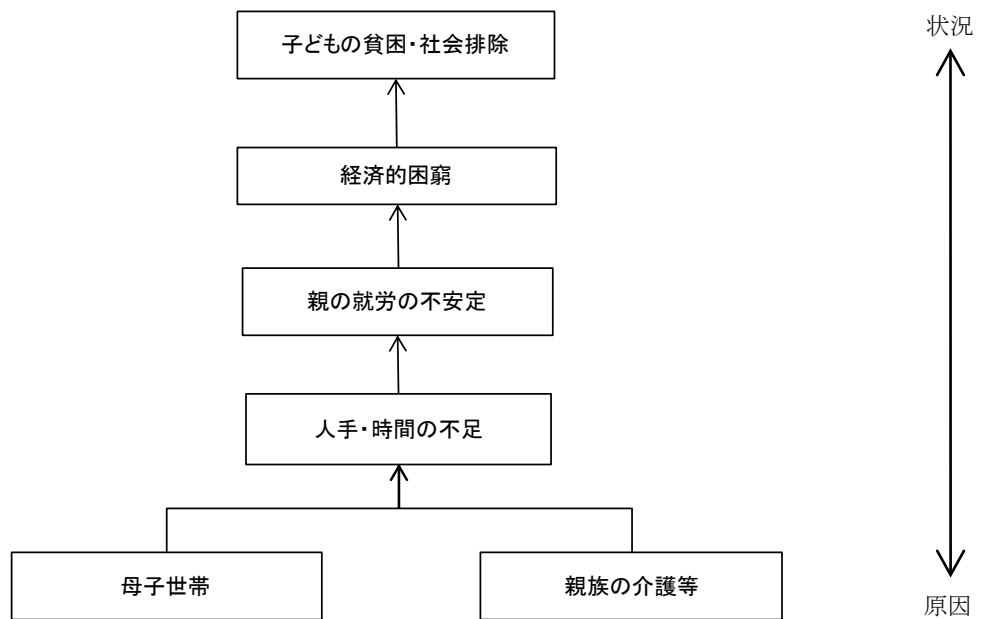 状況
子どもの貧困・社会排除
経済的困窮
親の就労の不安定
人手・時間の不足
母子世帯
親族の介護等
原因